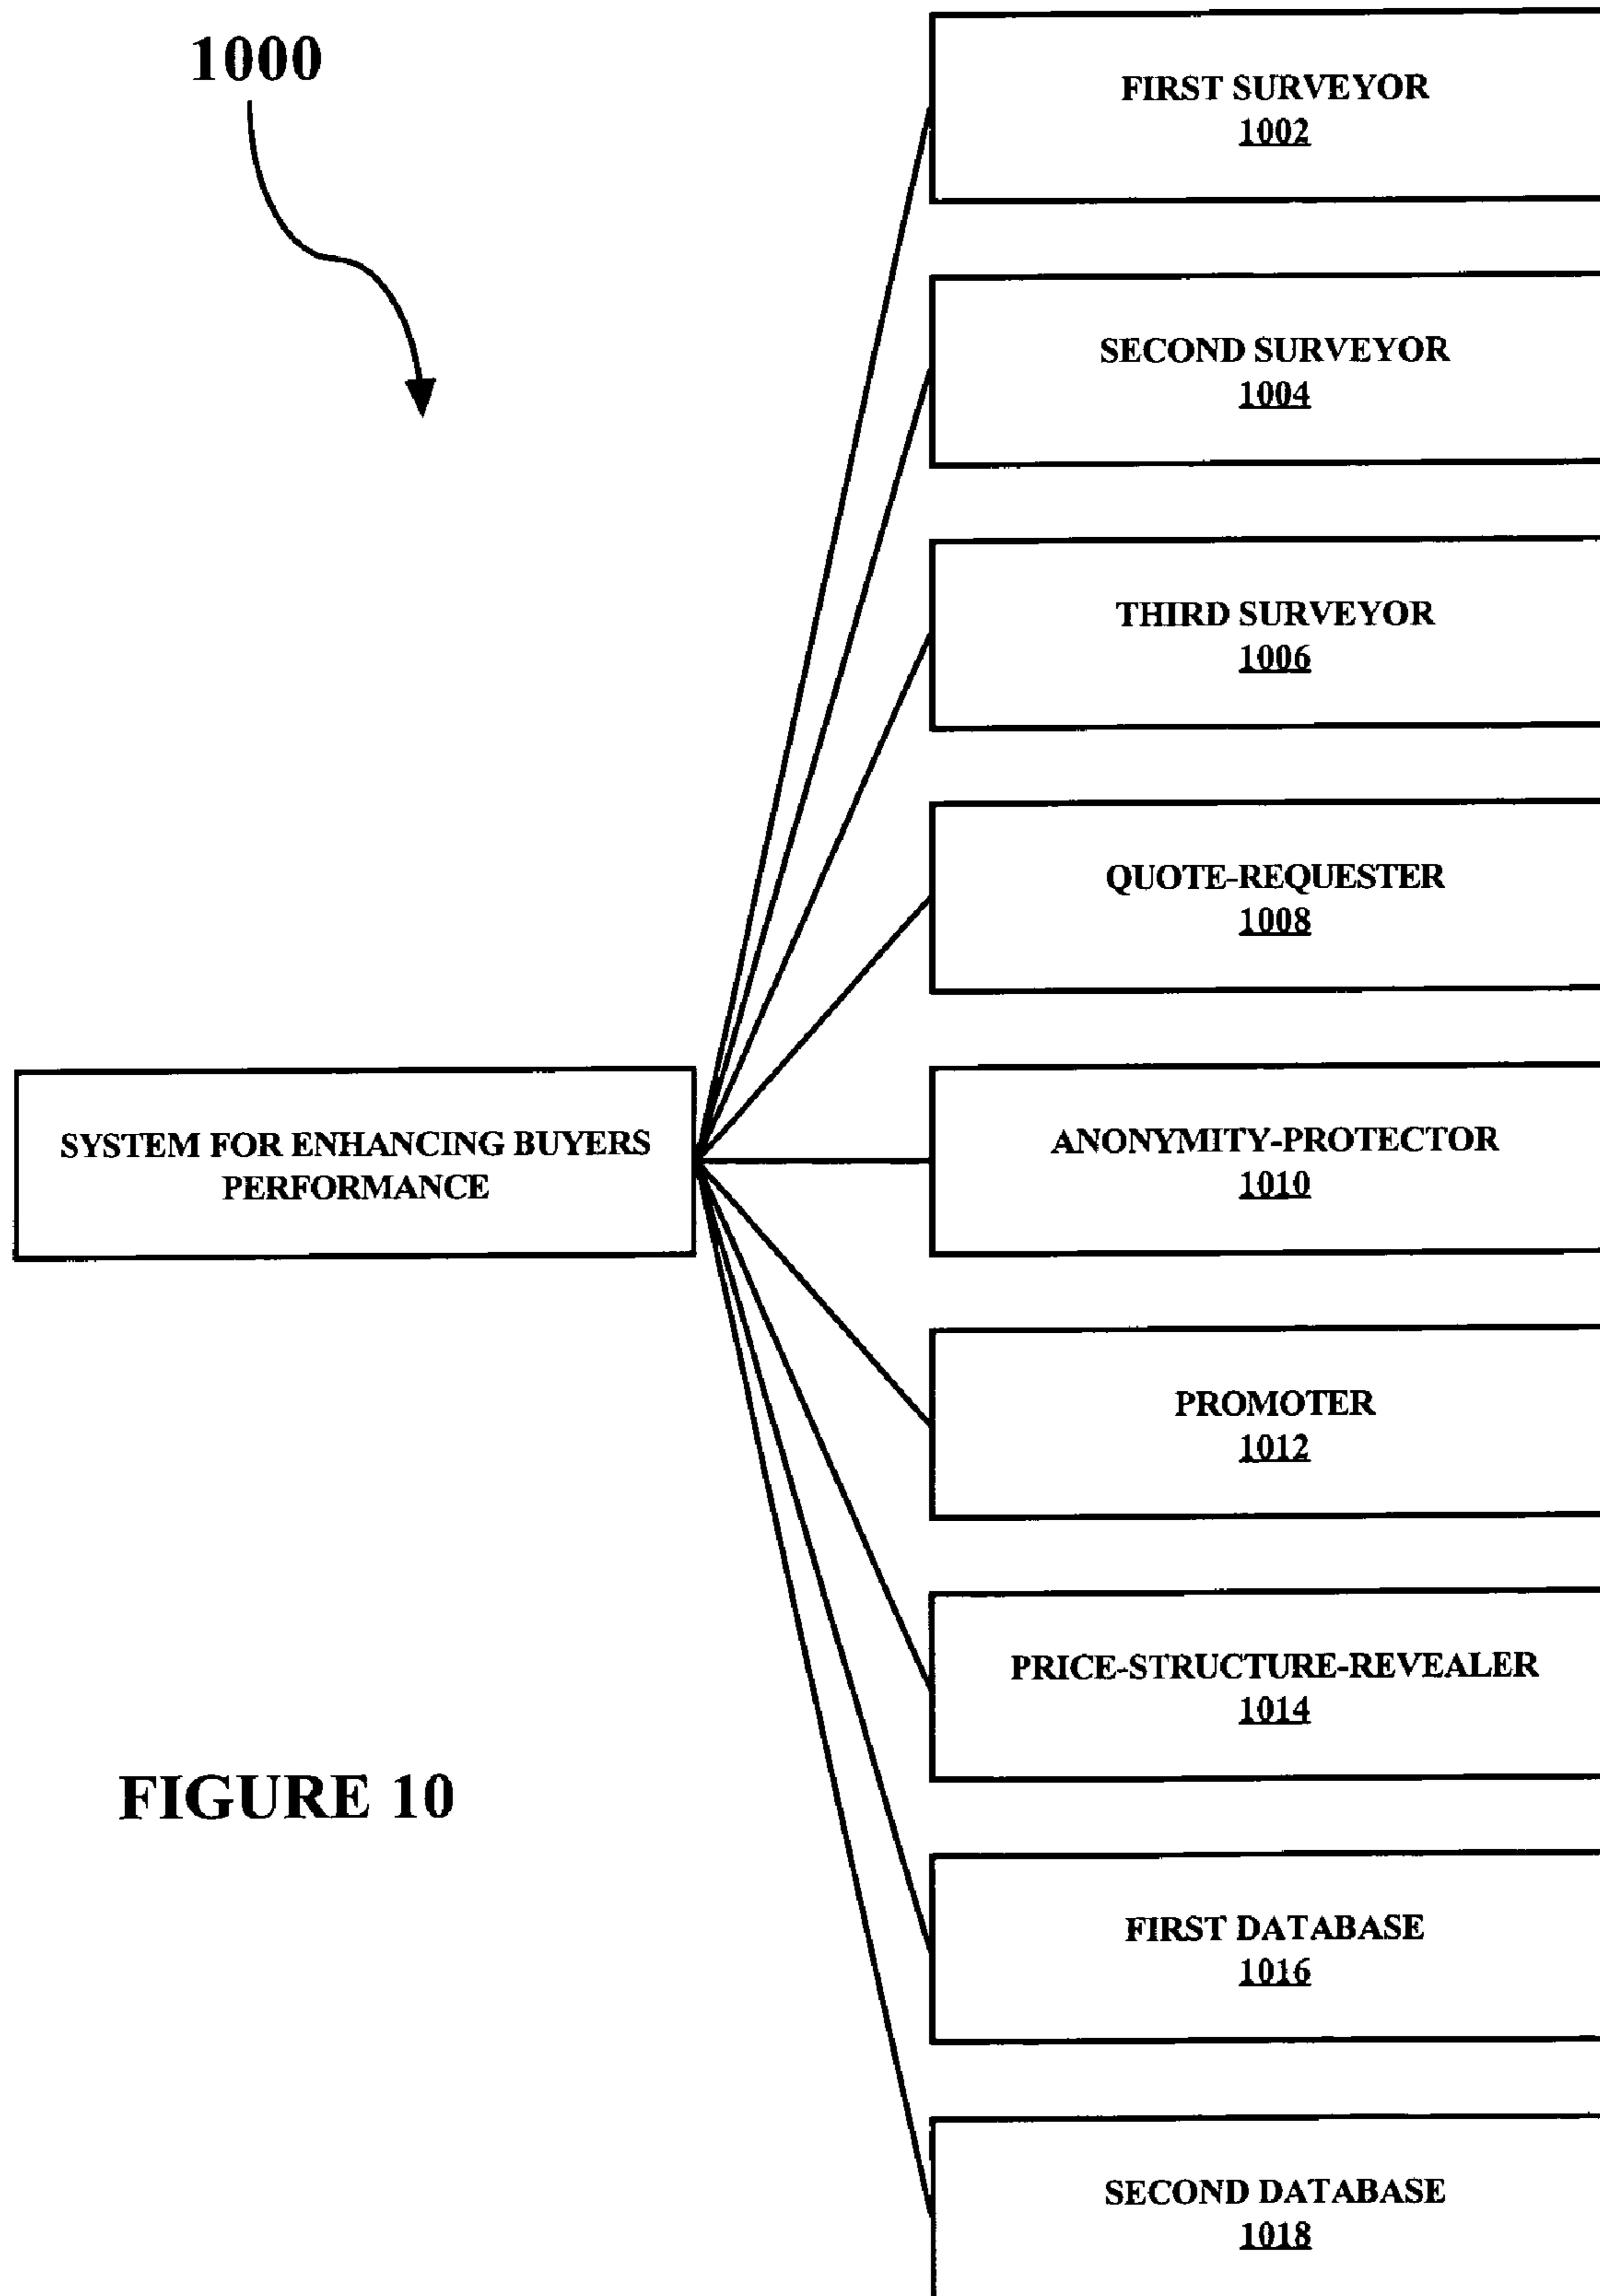 1000
FIRST SURVEYOR
1002
SECOND SURVEYOR
1004
THIRD SURVEYOR
1006
QUOTE-REQUESTER
1008
SYSTEM FOR ENHANCING BUYERS
PERFORMANCE
ANONYMITY-PROTECTOR
1010
PROMOTER
1012
PRICE-STRUCTURE-REVEALER
1014
FIGURE 10
FIRST DATABASE
1016
SECOND DATABASE
1018